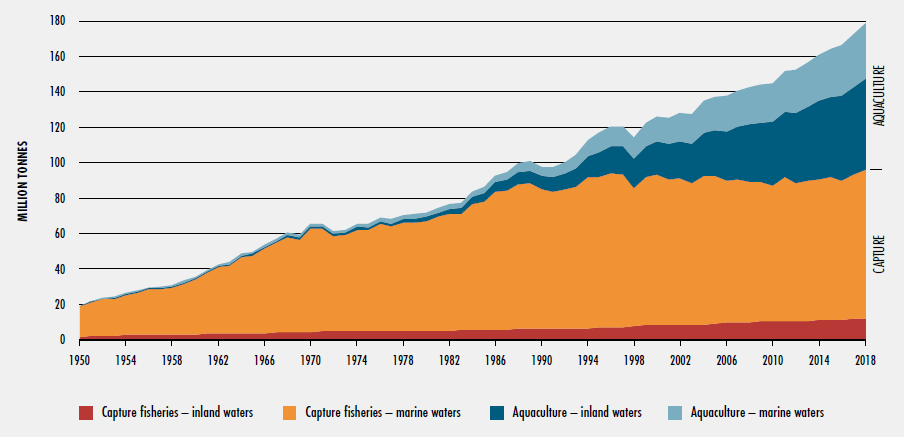 180
160
140
120
100
80
60
40
20
0
MILLION TONNES
AQUACULTURE
CAPTURE
1950 1954 1958 1962 1966 1970 1974 1978 1982 1986 1990 1994 1998 2002 2006 2010 2014 2018
Capture fisheries – inland waters Capture fisheries – marine waters Aquaculture – inland waters Aquaculture – marine waters